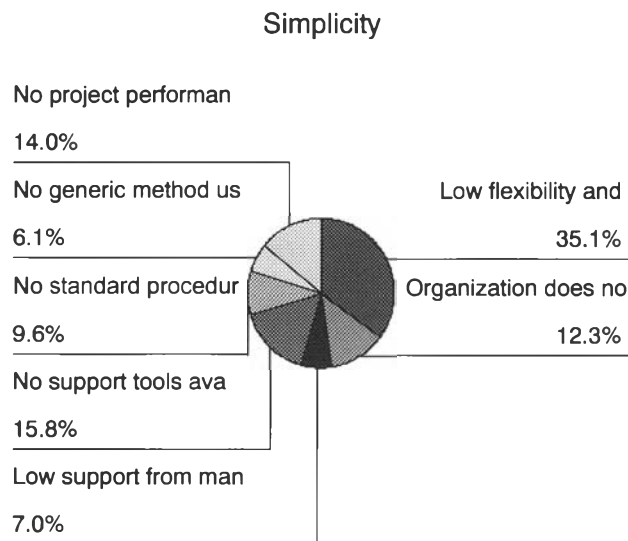 Simplicity
No project performan
14.0%
No generic method us
6.1%
No standard procedur
9.6%
No support tools ava
15.8%
Low support from man
7.0%
Low flexibility and
35.1%
Organization does no
12.3%